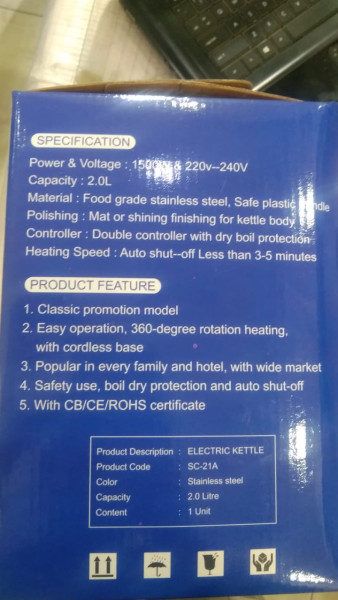 SPECIFICATION
Power & Voltage : 1500W & 220v--240V
Capacity : 2.0L
Material : Food grade stainless steel, Safe plastic handle
Polishing : Mat or shining finishing for kettle body
Controller : Double controller with dry boil protection
Heating Speed : Auto shut--off Less than 3-5 minutes
PRODUCT FEATURE
1. Classic promotion model
2. Easy operation, 360-degree rotation heating,
with cordless base
3. Popular in every family and hotel, with wide market
4. Safety use, boil dry protection and auto shut-off
5. With CB/CE/ROHS certificate
Product Description : ELECTRIC KETTLE
Product Code : SC-21A
Color : Stainless steel
Capacity : 2.0 Litre
Content : 1 Unit